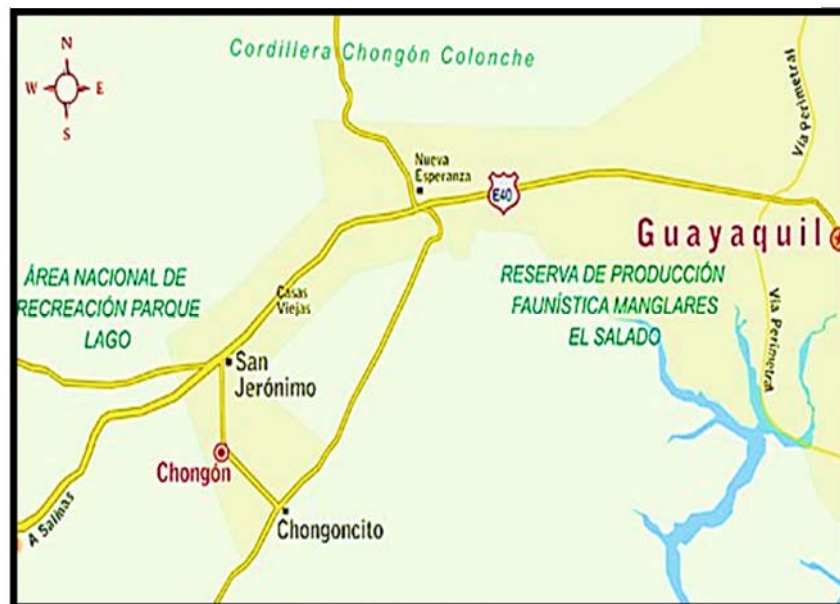 N
W E
S
Cordillera Chongón Colonche
Vía Perimetral
Nueva
Esperanza
E40
Guayaquil
ÁREA NACIONAL DE
RECREACIÓN PARQUE
LAGO
Casas
Viejas
RESERVA DE PRODUCCIÓN
FAUNÍSTICA MANGLARES
EL SALADO
Vía Perimetral
San
Jerónimo
Chongón
A Salinas
Chongoncito